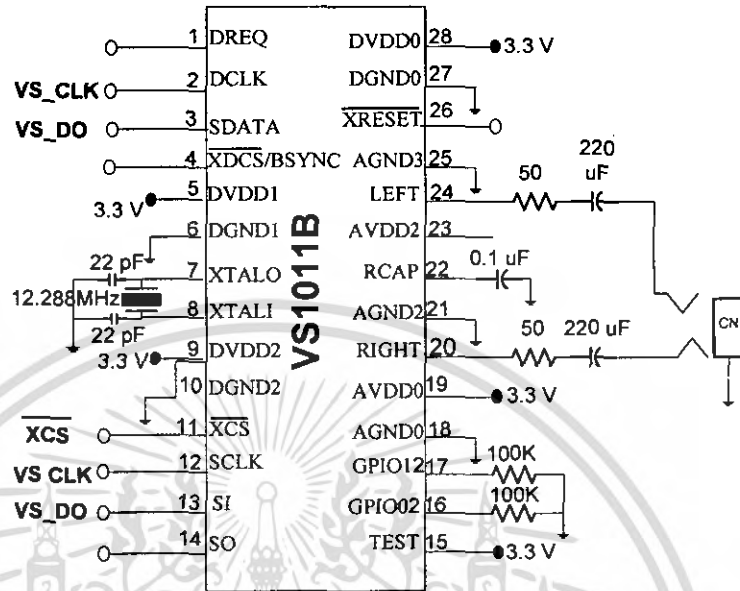 1 DREQ
VS_CLK 2 DCLK
VS_DO 3 SDATA
4 XDCS/BSYNC
3.3 V 5 DVDD1
6 DGND1
22 pF 7 XTALO
12.288MHz
22 pF 8 XTALI
3.3 V 9 DVDD2
10 DGND2
XCS 11 XCS
VS CLK 12 SCLK
VS_DO 13 SI
14 SO
VS1011B
DVDD0 28 3.3 V
DGND0 27
XRESET 26
AGND3 25
LEFT 24 50 220 uF
AVDD2 23
RCAP 22 0.1 uF
AGND2 21
RIGHT 20 50 220 uF
CN
AVDD0 19 3.3 V
AGND0 18
GPIO12 17 100K
GPIO02 16 100K
TEST 15 3.3 V